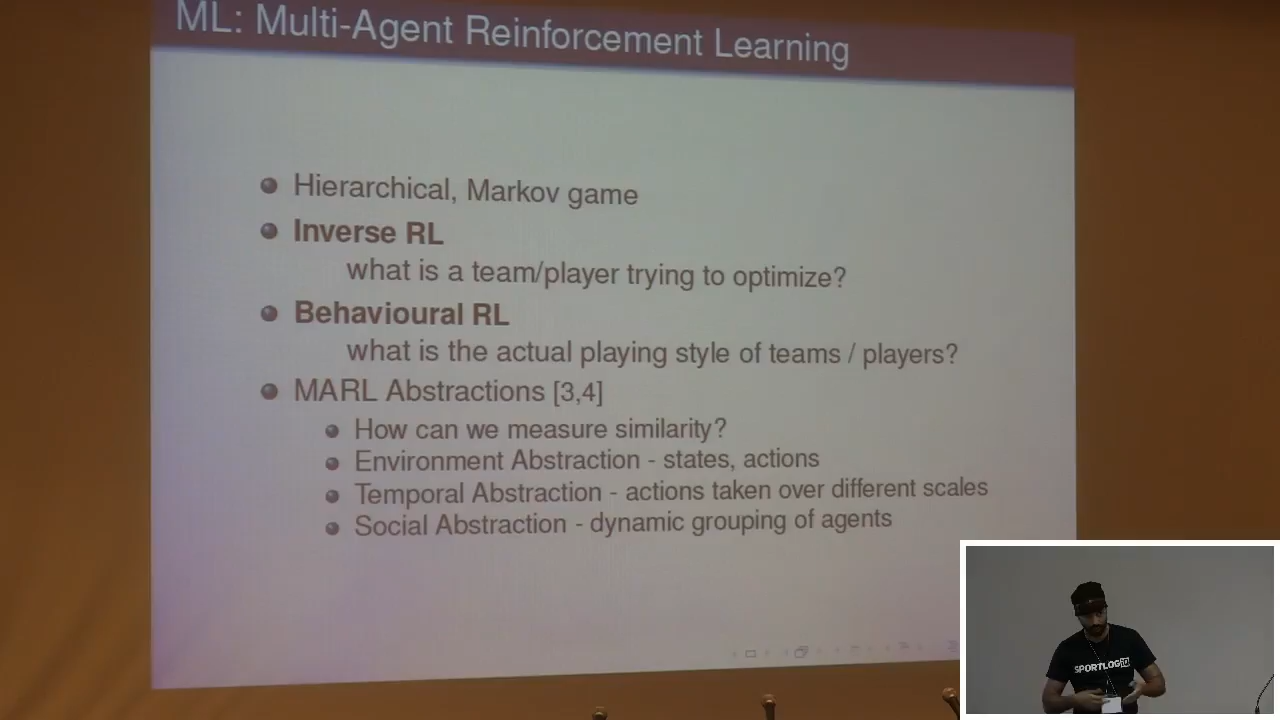 ML: Multi-Agent Reinforcement Learning
Hierarchical, Markov game
Inverse RL
what is a team/player trying to optimize?
Behavioural RL
what is the actual playing style of teams / players?
MARL Abstractions [3,4]
How can we measure similarity?
Environment Abstraction - states, actions
Temporal Abstraction - actions taken over different scales
Social Abstraction - dynamic grouping of agents
SPORTLOGIQ